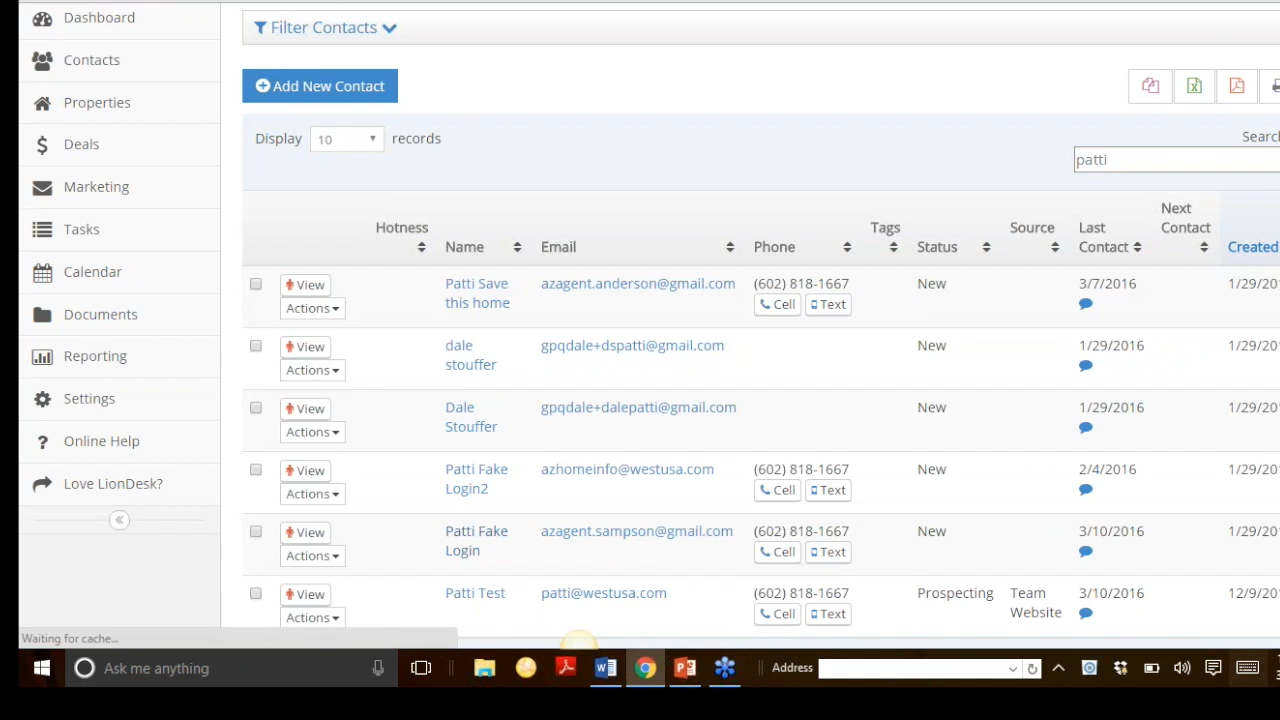 Dashboard
Contacts
Properties
Deals
Marketing
Tasks
Calendar
Documents
Reporting
Settings
Online Help
Love LionDesk?
Filter Contacts
Add New Contact
Display 10 records
Search
patti
Hotness Name Email Phone Tags Status Source Last Contact Next Contact Created
View Patti Save azagent.anderson@gmail.com (602) 818-1667 New 3/7/2016 1/29/20
Actions this home Cell Text
View dale gpqdale+dspatti@gmail.com New 1/29/2016 1/29/20
Actions stouffer
View Dale gpqdale+dalepatti@gmail.com New 1/29/2016 1/29/20
Actions Stouffer
View Patti Fake azhomeinfo@westusa.com (602) 818-1667 New 2/4/2016 1/29/20
Actions Login2 Cell Text
View Patti Fake azagent.sampson@gmail.com (602) 818-1667 New 3/10/2016 1/29/20
Actions Login Cell Text
View Patti Test patti@westusa.com (602) 818-1667 Prospecting Team 3/10/2016 12/9/20
Actions Cell Text Website
Waiting for cache...
Ask me anything
Address